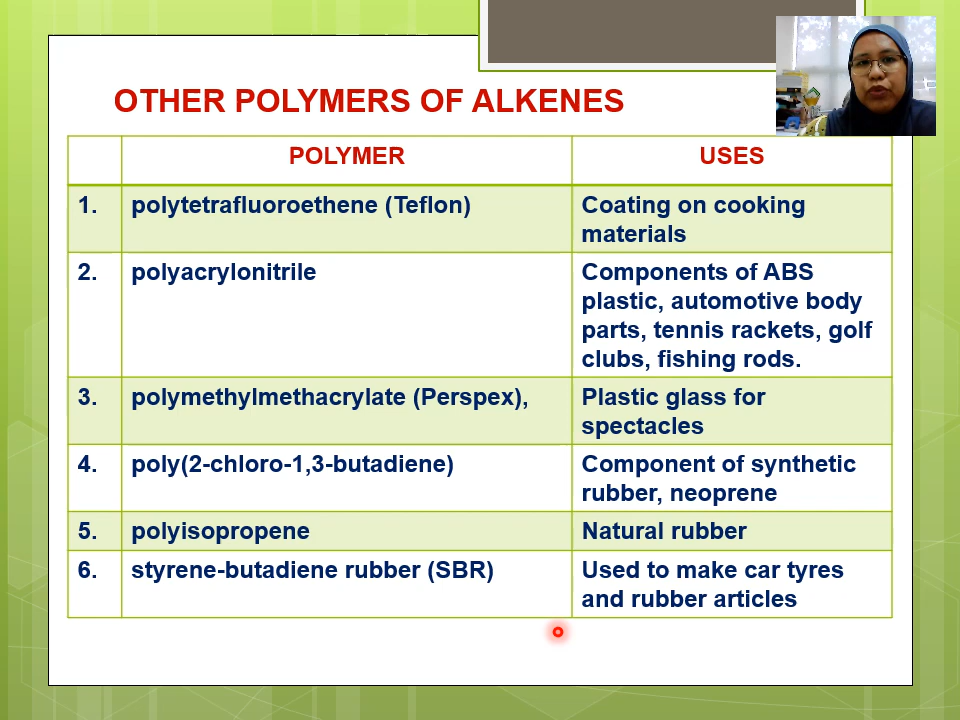 OTHER POLYMERS OF ALKENES
POLYMER USES
1. polytetrafluoroethene (Teflon) Coating on cooking
materials
2. polyacrylonitrile Components of ABS
plastic, automotive body
parts, tennis rackets, golf
clubs, fishing rods.
3. polymethylmethacrylate (Perspex), Plastic glass for
spectacles
4. poly(2-chloro-1,3-butadiene) Component of synthetic
rubber, neoprene
5. polyisopropene Natural rubber
6. styrene-butadiene rubber (SBR) Used to make car tyres
and rubber articles